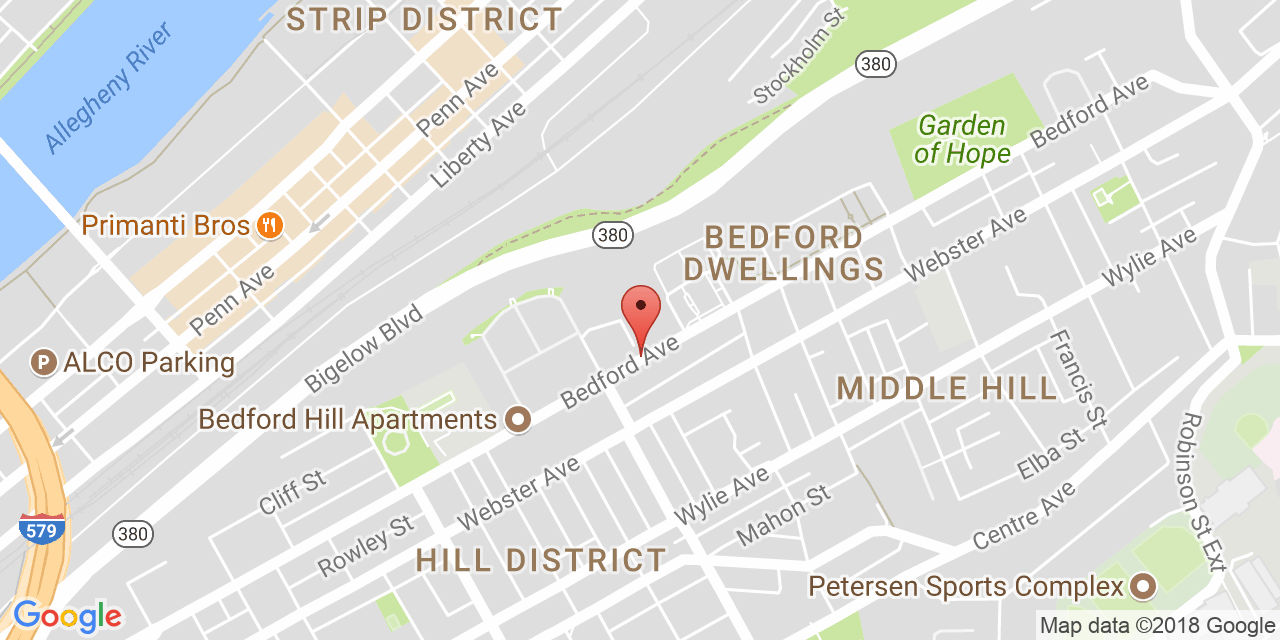 STRIP DISTRICT
Stockholm St
380
Allegheny River
Penn Ave
Liberty Ave
Bedford Ave
Garden
of Hope
Primanti Bros
380
BEDFORD
DWELLINGS
Webster Ave
Wylie Ave
Penn Ave
Bigelow Blvd
P
ALCO Parking
Bedford Ave
Francis St
MIDDLE HILL
Bedford Hill Apartments
Robinson St Ext
Elba St
Cliff St
Webster Ave
Wylie Ave
Mahon St
Centre Ave
579
380
Rowley St
HILL DISTRICT
Petersen Sports Complex
Google
Map data ©2018 Google